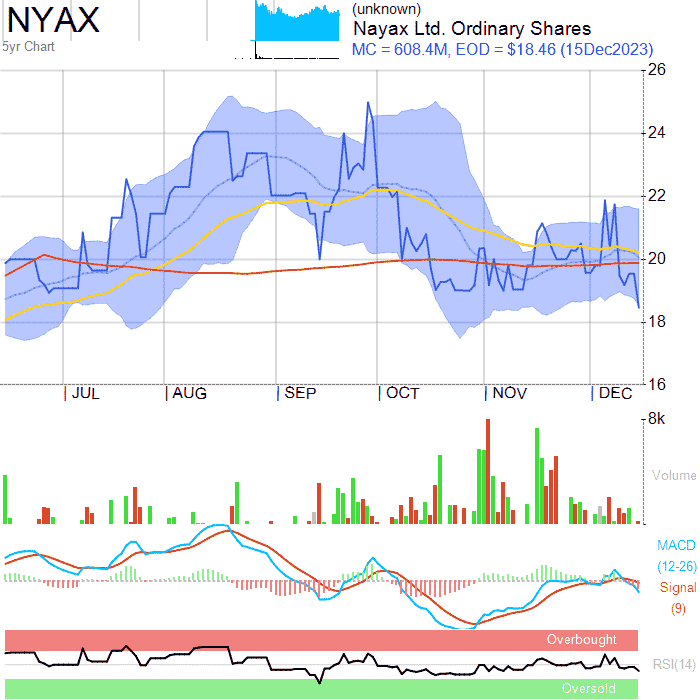 NYAX
5yr Chart
(unknown)
Nayax Ltd. Ordinary Shares
MC = 608.4M, EOD = $18.46 (15Dec2023)
26
24
22
20
18
16
JUL AUG SEP OCT NOV DEC
8k
Volume
MACD
(12-26)
Signal
(9)
Overbought
RSI(14)
Oversold